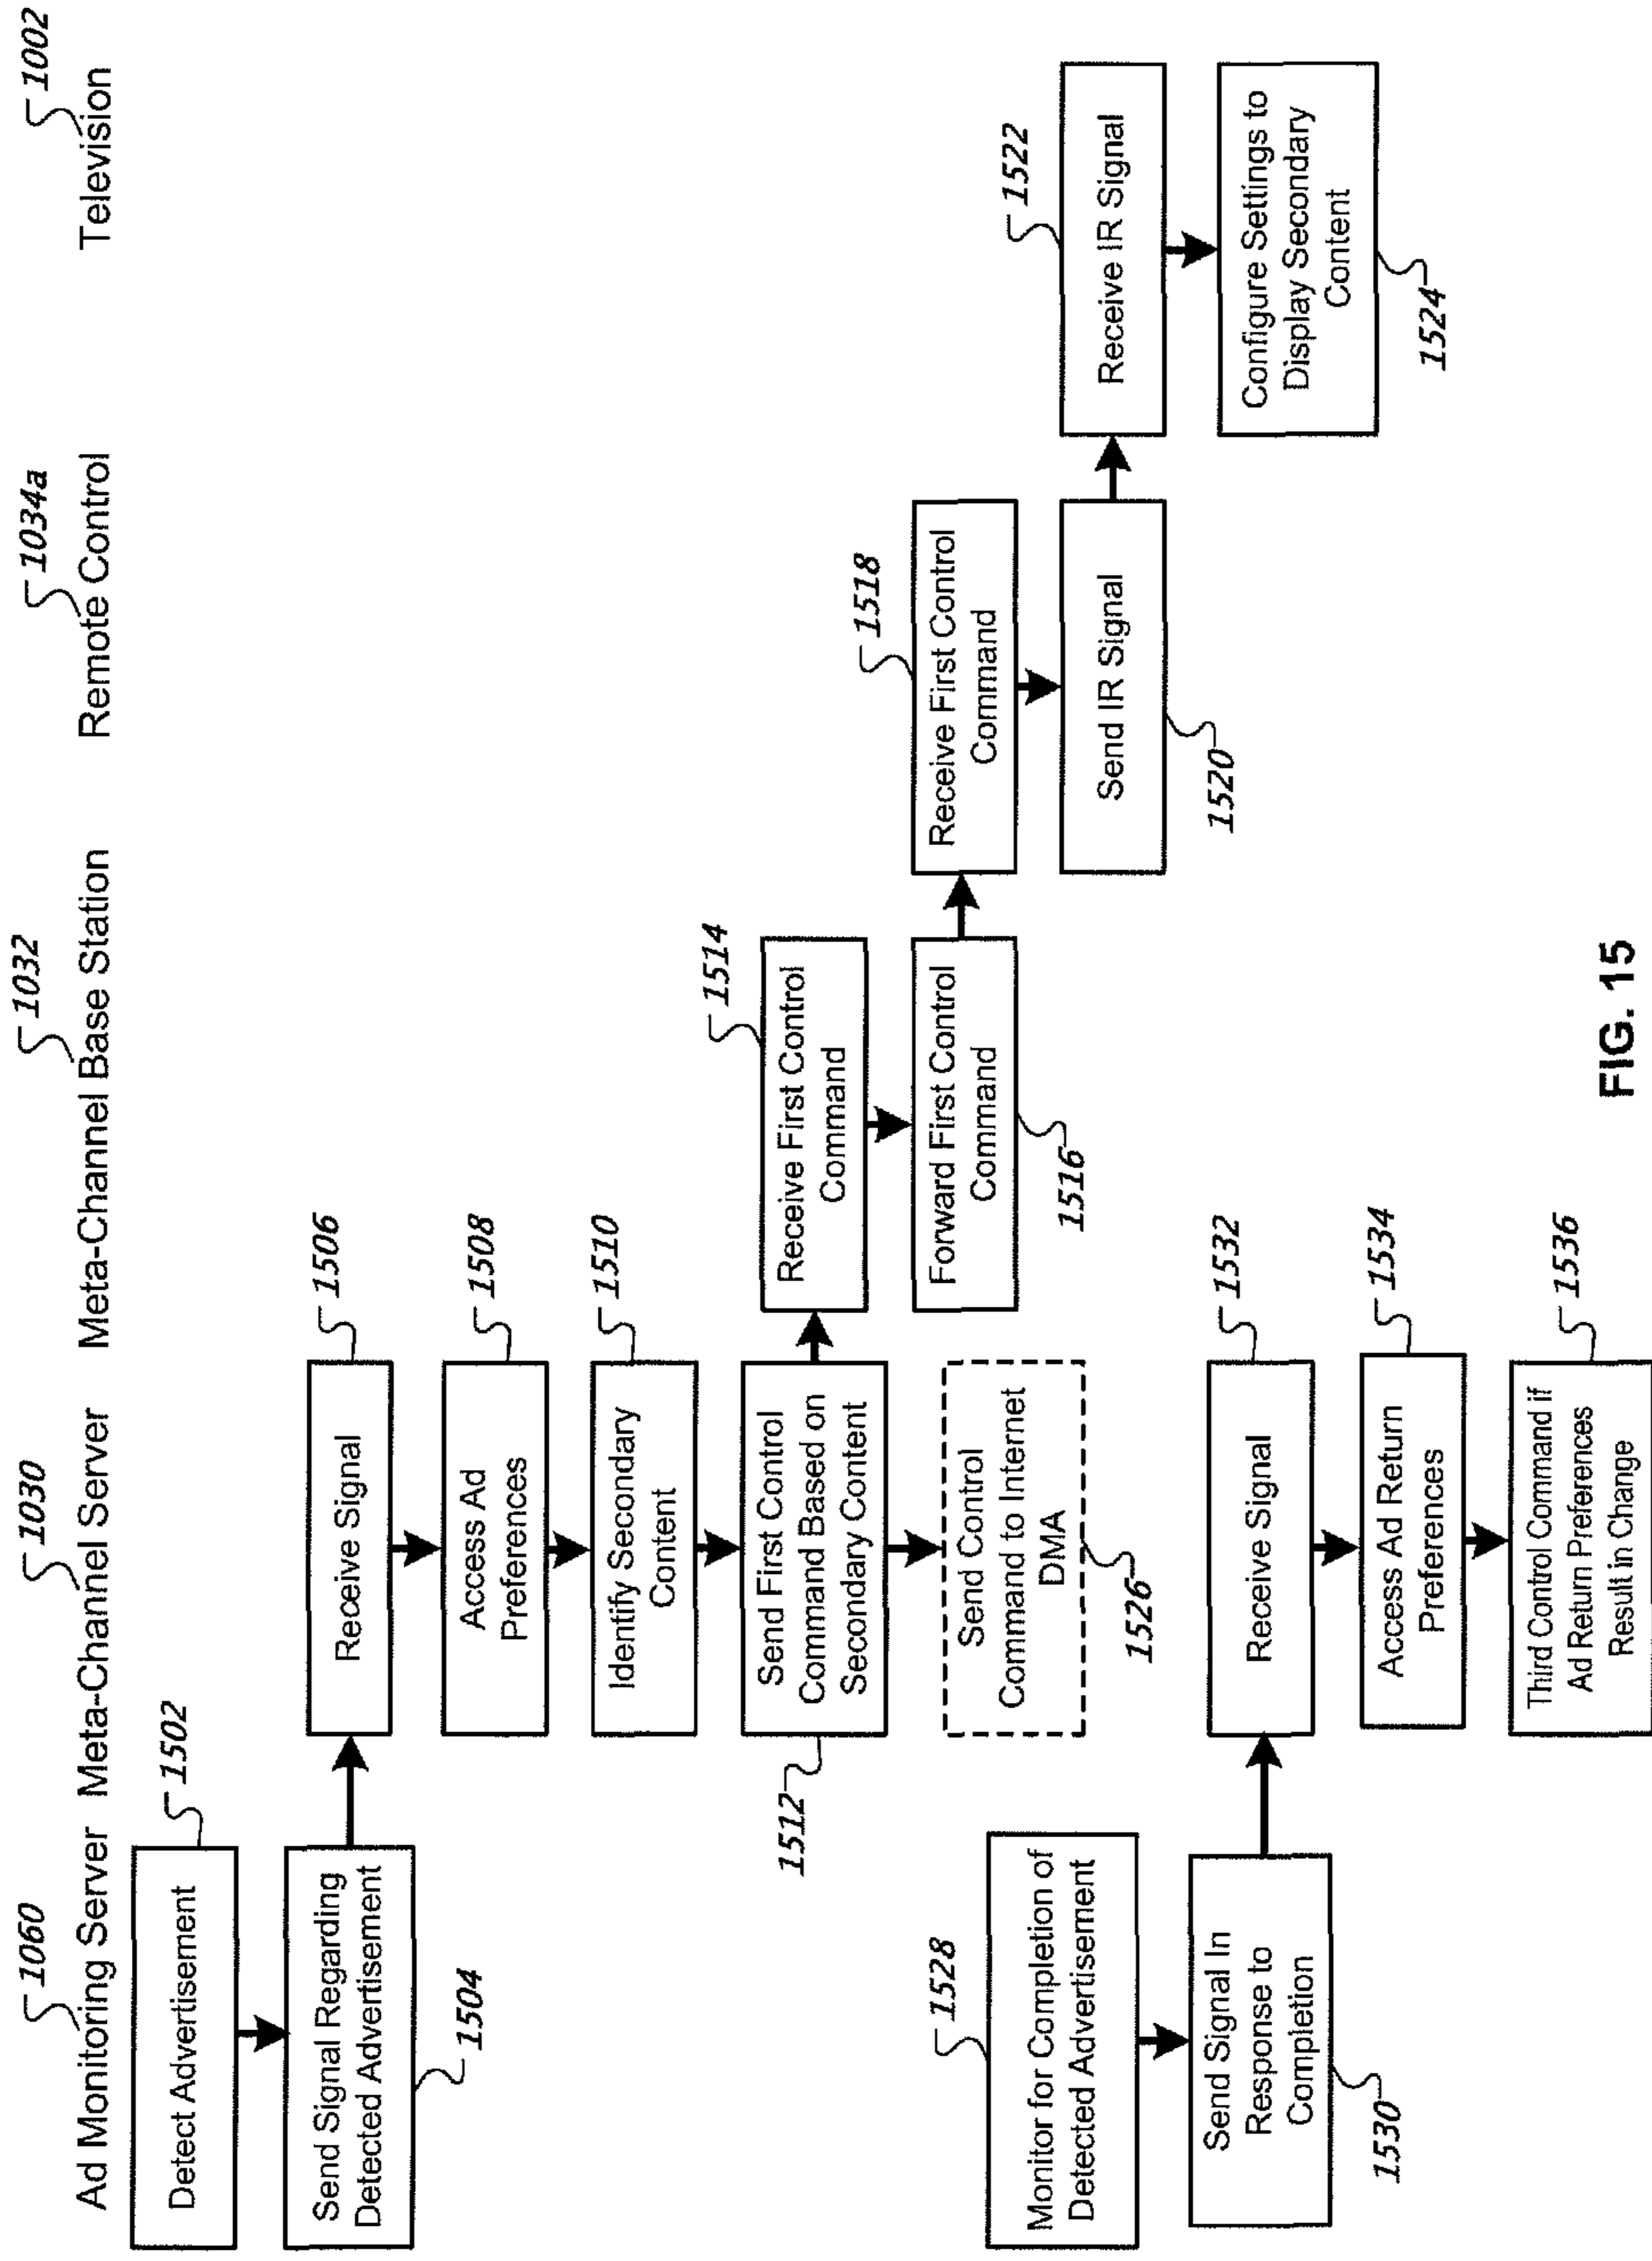 1060
Ad Monitoring Server
1030
Meta-Channel Server
1032
Meta-Channel Base Station
1034a
Remote Control
1002
Television
Detect Advertisement
1502
Send Signal Regarding
Detected Advertisement
1504
Receive Signal
1506
Access Ad
Preferences
1508
Identify Secondary
Content
1510
Send First Control
Command Based on
Secondary Content
1512
Receive First Control
Command
1514
Forward First Control
Command
1516
Receive First Control
Command
1518
Send IR Signal
1520
Receive IR Signal
1522
Configure Settings to
Display Secondary
Content
1524
Send Control
Command to Internet
DMA
1526
Monitor for Completion of
Detected Advertisement
1528
Send Signal In
Response to
Completion
1530
Receive Signal
1532
Access Ad Return
Preferences
1534
Third Control Command if
Ad Return Preferences
Result in Change
1536
FIG. 15